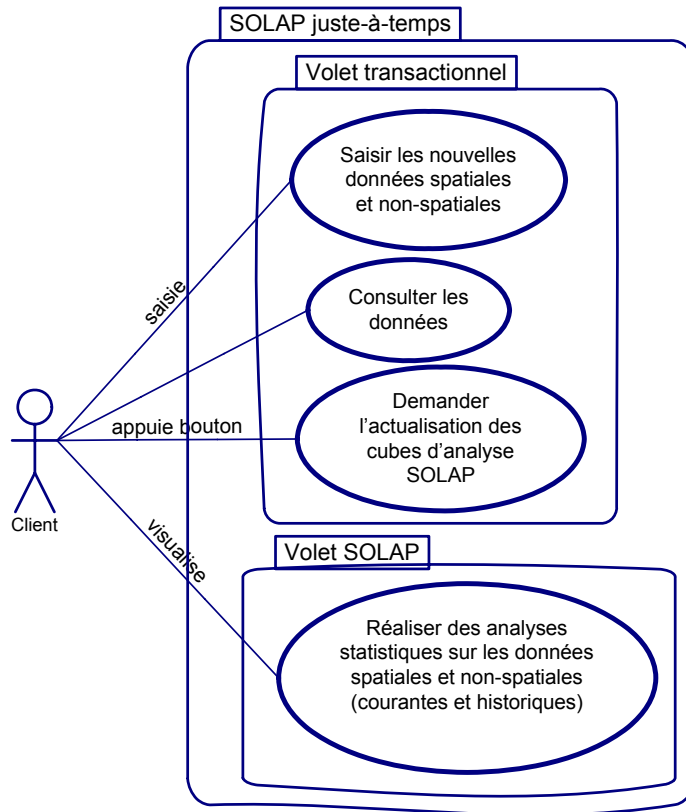 SOLAP juste-à-temps
Volet transactionnel
Saisir les nouvelles
données spatiales
et non-spatiales
saisie
Consulter les
données
appuie bouton
Demander
l'actualisation des
cubes d'analyse
SOLAP
Client
visualise
Volet SOLAP
Réaliser des analyses
statistiques sur les données
spatiales et non-spatiales
(courantes et historiques)